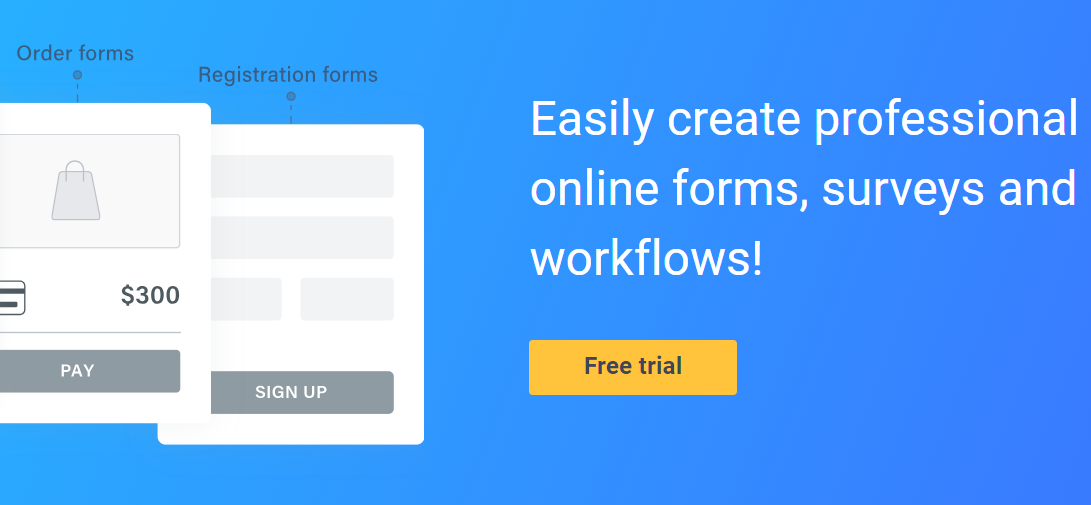 Order forms
Registration forms
$300
PAY
SIGN UP
Easily create professional
online forms, surveys and
workflows!
Free trial